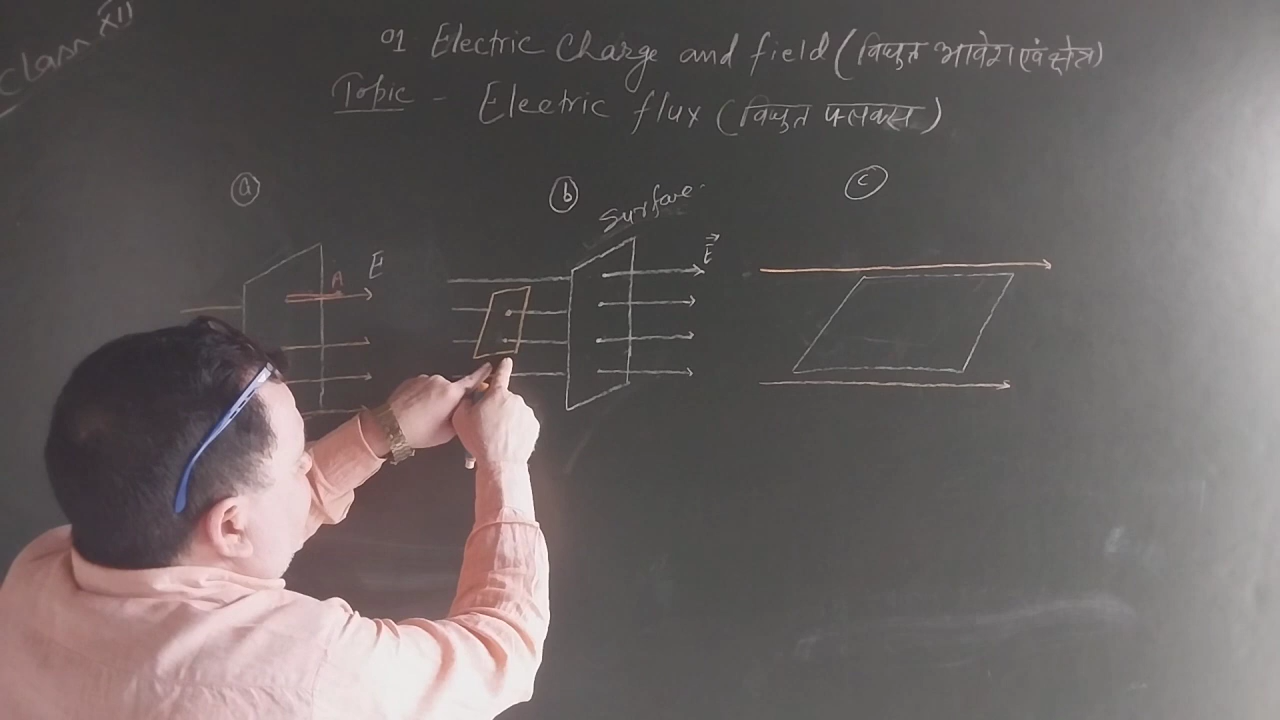 Class XII
01 Electric Charge and field (विद्युत आवेश एवं क्षेत्र)
Topic - Electric flux (विद्युत फ्लक्स)
a
b
c
Surface
A
E
E